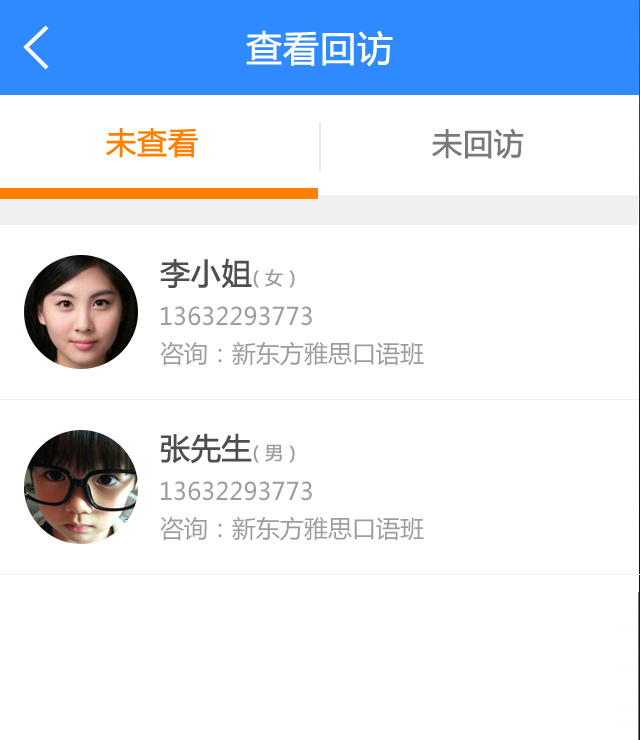 查看回访
未查看 未回访
李小姐( 女 )
13632293773
咨询：新东方雅思口语班
张先生( 男 )
13632293773
咨询：新东方雅思口语班